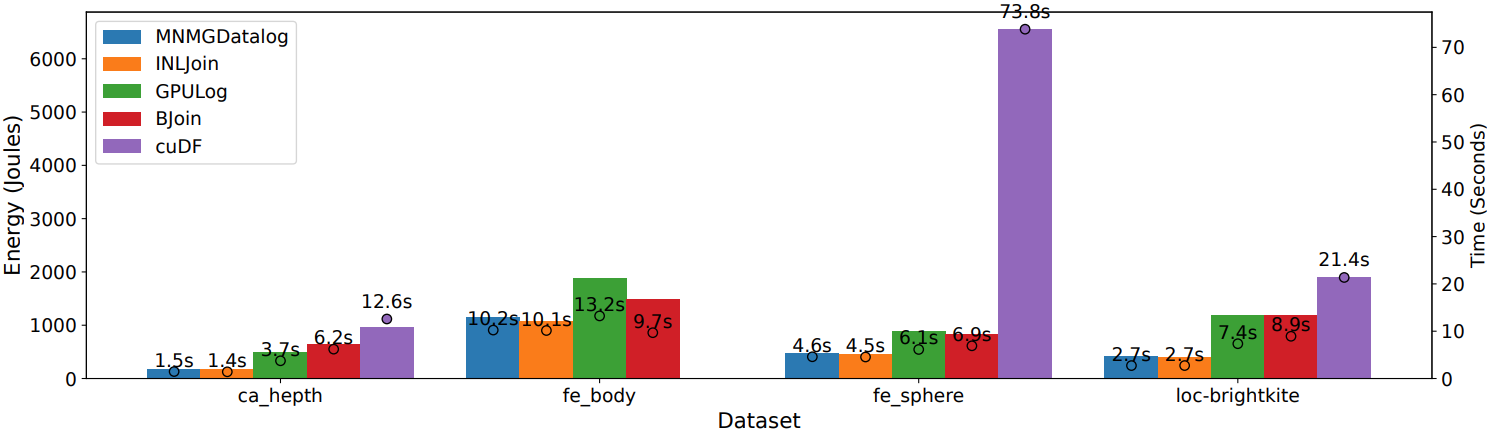 73.8s
MNMGDatalog
INLJoin
GPULog
BJoin
cuDF
Energy (Joules)
6000
5000
4000
3000
2000
1000
0
70
60
50
40
30
20
10
0
Time (Seconds)
1.5s 1.4s 3.7s 6.2s 12.6s
10.2s 10.1s 13.2s 9.7s
4.6s 4.5s 6.1s 6.9s
2.7s 2.7s 7.4s 8.9s 21.4s
ca_hepth fe_body fe_sphere loc-brightkite
Dataset